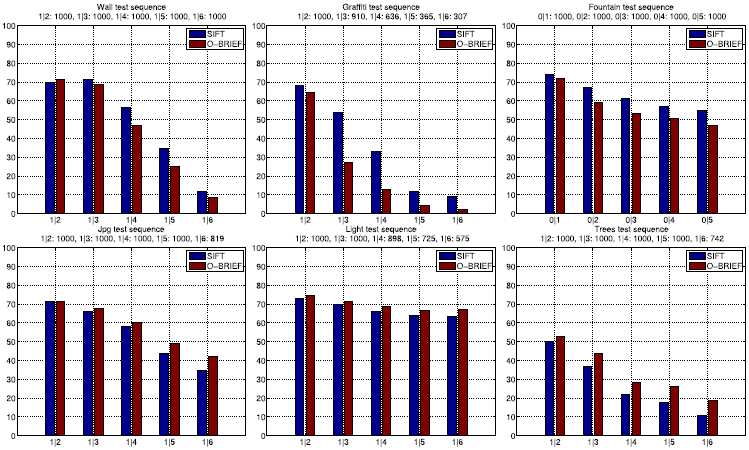 Wall test sequence
1|2: 1000, 1|3: 1000, 1|4: 1000, 1|5: 1000, 1|6: 1000
100
90
80
70
60
50
40
30
20
10
0
SIFT
O-BRIEF
1|2 1|3 1|4 1|5 1|6
Graffiti test sequence
1|2: 1000, 1|3: 910, 1|4: 636, 1|5: 365, 1|6: 307
100
90
80
70
60
50
40
30
20
10
0
SIFT
O-BRIEF
1|2 1|3 1|4 1|5 1|6
Fountain test sequence
0|1: 1000, 0|2: 1000, 0|3: 1000, 0|4: 1000, 0|5: 1000
100
90
80
70
60
50
40
30
20
10
0
SIFT
O-BRIEF
0|1 0|2 0|3 0|4 0|5
Jpg test sequence
1|2: 1000, 1|3: 1000, 1|4: 1000, 1|5: 1000, 1|6: 819
100
90
80
70
60
50
40
30
20
10
0
SIFT
O-BRIEF
1|2 1|3 1|4 1|5 1|6
Light test sequence
1|2: 1000, 1|3: 1000, 1|4: 898, 1|5: 725, 1|6: 575
100
90
80
70
60
50
40
30
20
10
0
SIFT
O-BRIEF
1|2 1|3 1|4 1|5 1|6
Trees test sequence
1|2: 1000, 1|3: 1000, 1|4: 1000, 1|5: 1000, 1|6: 742
100
90
80
70
60
50
40
30
20
10
0
SIFT
O-BRIEF
1|2 1|3 1|4 1|5 1|6